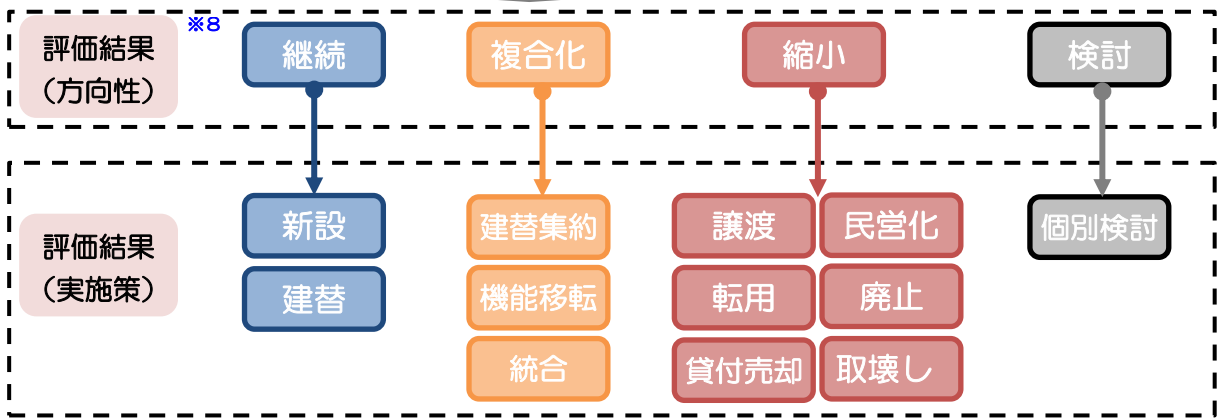 評価結果
（方向性）
※8
継続
複合化
縮小
検討
評価結果
（実施策）
新設
建替
建替集約
機能移転
統合
譲渡
民営化
転用
廃止
貸付売却
取壊し
個別検討